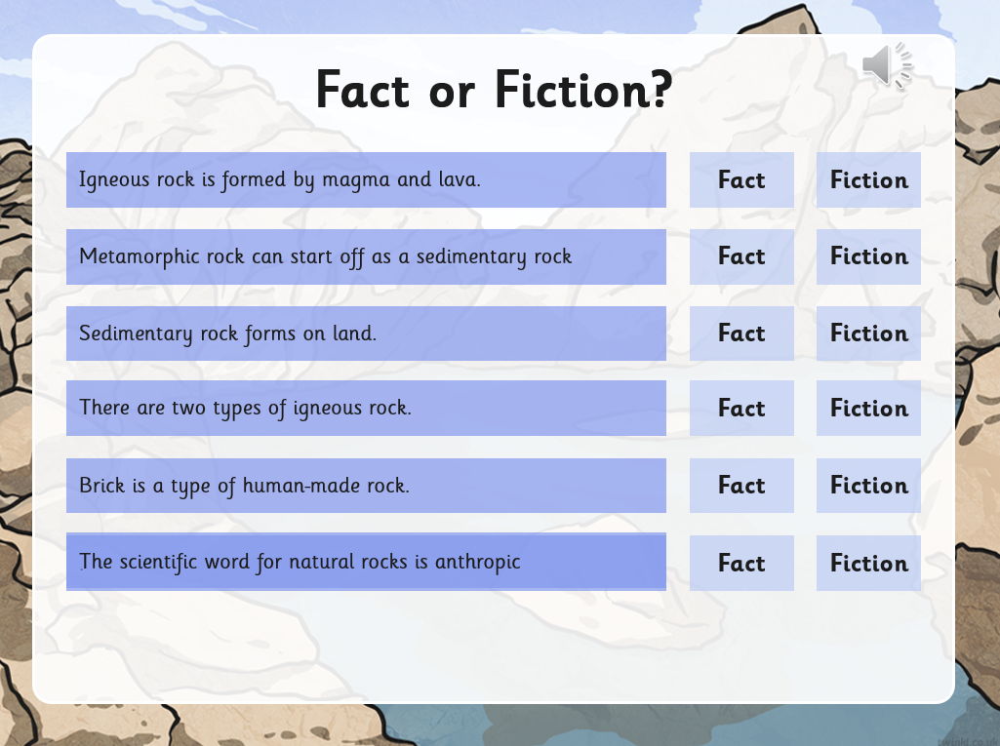 Fact or Fiction?
Igneous rock is formed by magma and lava. Fact Fiction
Metamorphic rock can start off as a sedimentary rock Fact Fiction
Sedimentary rock forms on land. Fact Fiction
There are two types of igneous rock. Fact Fiction
Brick is a type of human-made rock. Fact Fiction
The scientific word for natural rocks is anthropic Fact Fiction
twinkl.co.uk